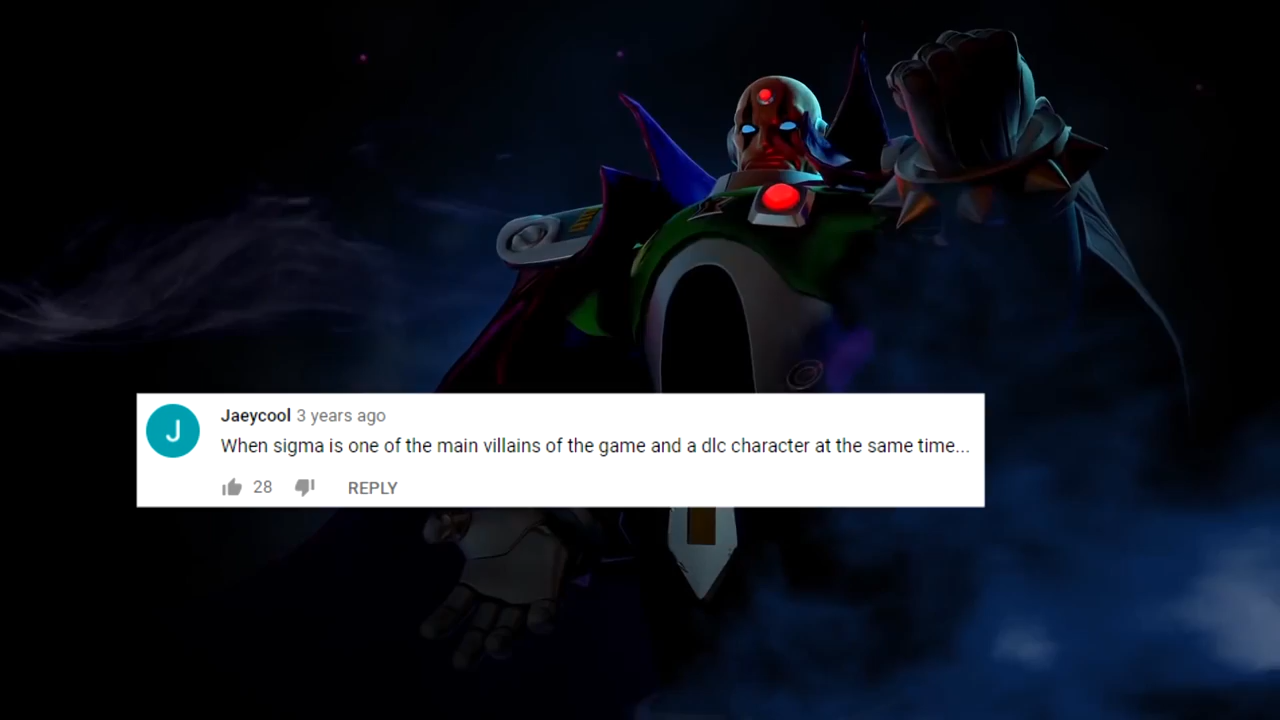 J
Jaeycool 3 years ago
When sigma is one of the main villains of the game and a dlc character at the same time...
28 REPLY